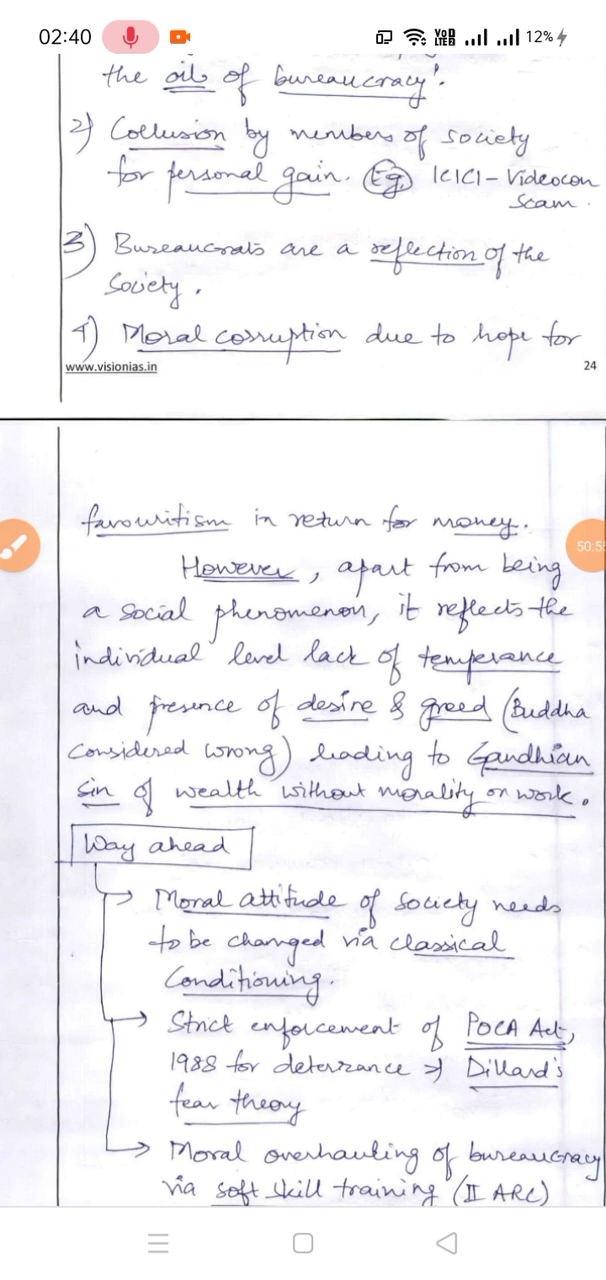 02:40
Vo) LTE2 12%
the oils of bureaucracy'.
2) Collusion by members of society
for personal gain. Eg. ICICI - Videocon
Scam.
3) Bureaucrats are a reflection of the
Society.
4) Moral corruption due to hope for
www.visionias.in
24
favouritism in return for money.
50:5
However, apart from being
a social phenomenon, it reflects the
individual level lack of temperance
and presence of desire & greed (Buddha
considered wrong) leading to Gandhian
sin of wealth without morality or work.
Way ahead
→ Moral attitude of society needs
to be changed via classical
Conditioning.
→ Strict enforcement of POCA Act,
1988 for deterrance ⇒ Dillard's
fear theory
→ Moral overhauling of bureaucracy
via soft skill training (II ARC)